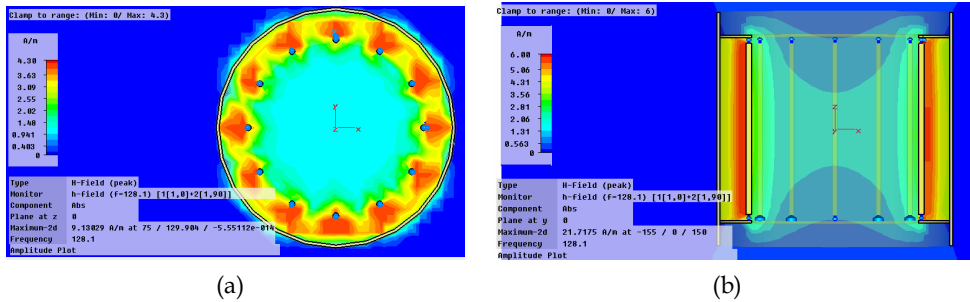 Clamp to range: (Min: 0/ Max: 4.3)
A/m
4.30
3.63
3.09
2.55
2.02
1.48
0.941
0.403
0
y
z x
Type H-Field (peak)
Monitor h-field (f=128.1) [1[1,0]+2[1,90]]
Component Abs
Plane at z 0
Maximum-2d 9.13029 A/m at 75 / 129.904 / -5.55112e-014
Frequency 128.1
Amplitude Plot
(a)
Clamp to range: (Min: 0/ Max: 6)
A/m
6.00
5.06
4.31
3.56
2.81
2.06
1.31
0.563
0
z
y x
Type H-Field (peak)
Monitor h-field (f=128.1) [1[1,0]+2[1,90]]
Component Abs
Plane at y 0
Maximum-2d 21.7175 A/m at -155 / 0 / 150
Frequency 128.1
Amplitude Plot
(b)